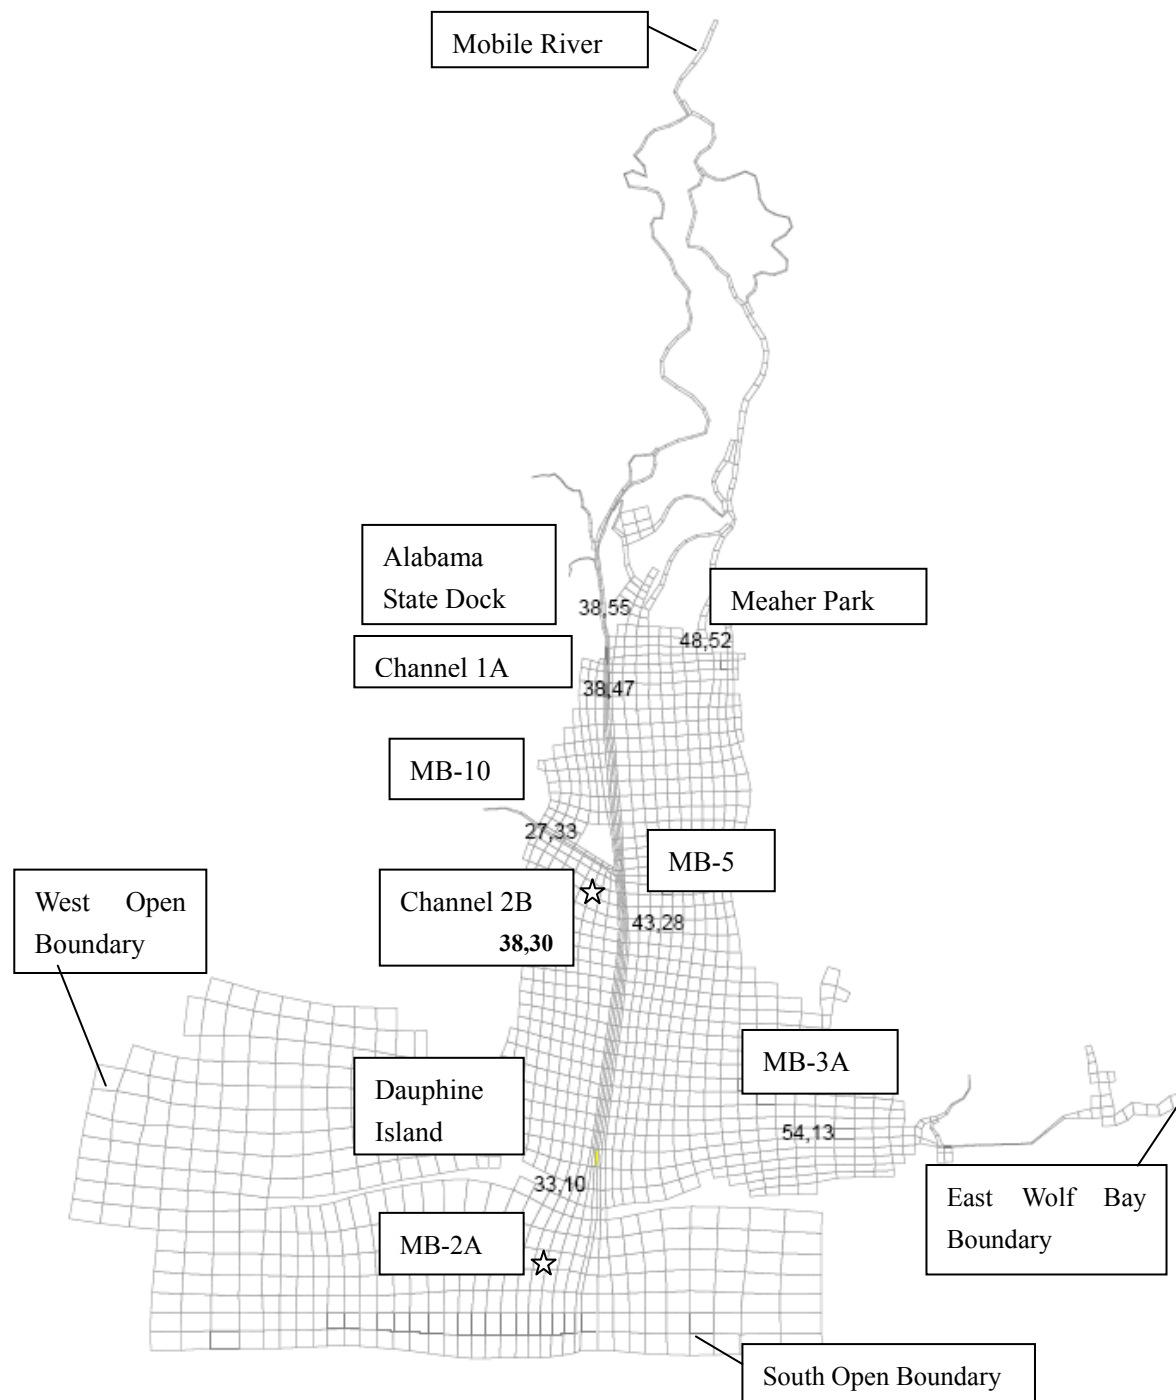 Mobile River
Alabama
State Dock
38,55
Meaher Park
48,52
Channel 1A
38,47
MB-10
27,33
MB-5
West Open
Boundary
Channel 2B
38,30
43,28
MB-3A
Dauphine
Island
54,13
33,10
East Wolf Bay
Boundary
MB-2A
South Open Boundary